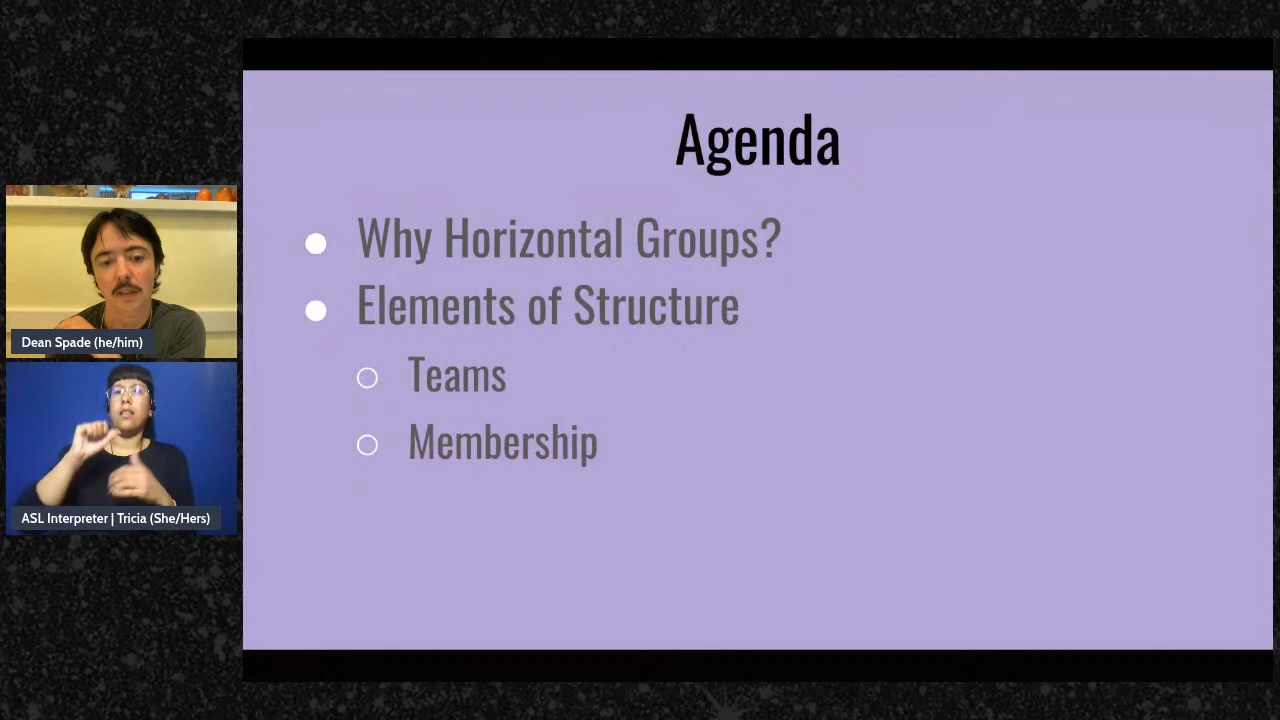 Agenda
Why Horizontal Groups?
Elements of Structure
Teams
Membership
Dean Spade (he/him)
ASL Interpreter | Tricia (She/Hers)